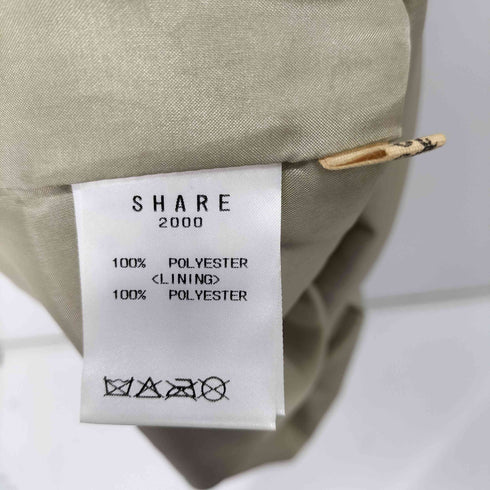 SHARE
2000
100% POLYESTER
<LINING>
100% POLYESTER